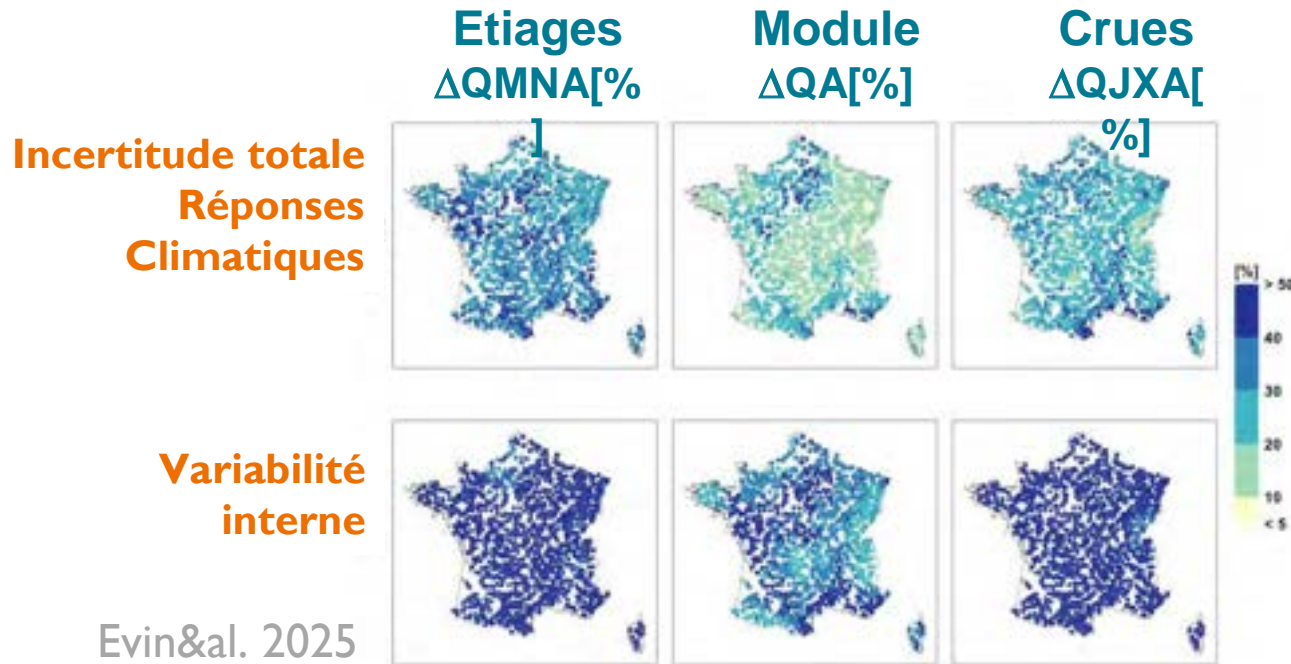 Etiages
ΔQMNA[%
]
Module
ΔQA[%]
Crues
ΔQJXA[
%]
Incertitude totale
Réponses
Climatiques
[%]
> 50
40
30
20
10
< 5
Variabilité
interne
Evin&al. 2025